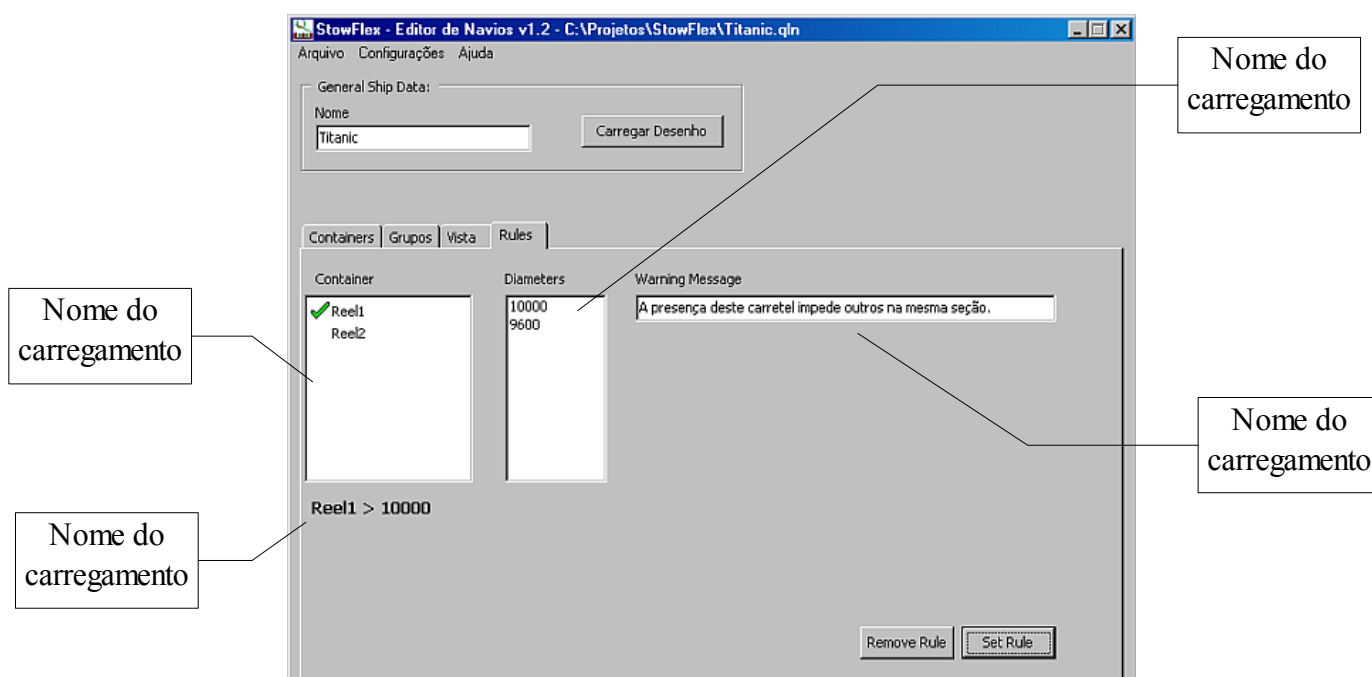 StowFlex - Editor de Navios v1.2 - C:\Projetos\StowFlex\Titanic.qln
Arquivo Configurações Ajuda
General Ship Data:
Nome
Titanic
Carregar Desenho
Nome do
carregamento
Containers Grupos Vista Rules
Container
Reel1
Reel2
Diameters
10000
9600
Warning Message
A presença deste carretel impede outros na mesma seção.
Nome do
carregamento
Nome do
carregamento
Reel1 > 10000
Nome do
carregamento
Remove Rule Set Rule